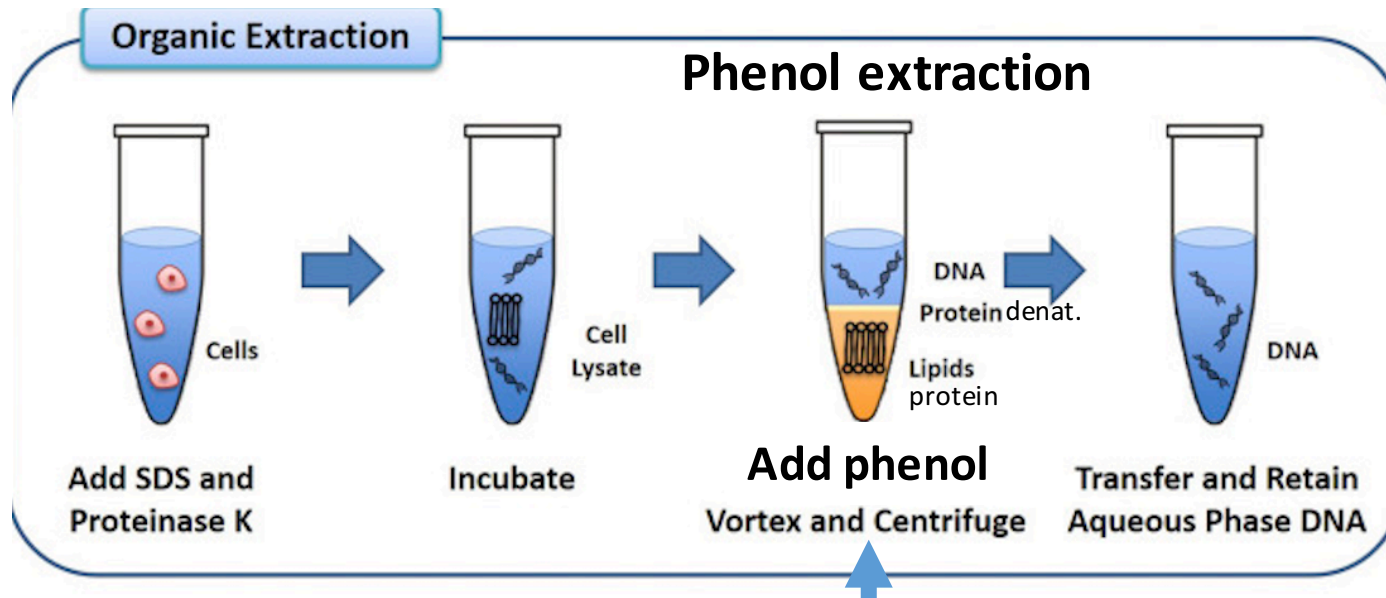 Organic Extraction
Phenol extraction
Cells
Cell
Lysate
DNA
Protein denat.
Lipids
protein
DNA
Add SDS and
Proteinase K
Incubate
Add phenol
Vortex and Centrifuge
Transfer and Retain
Aqueous Phase DNA